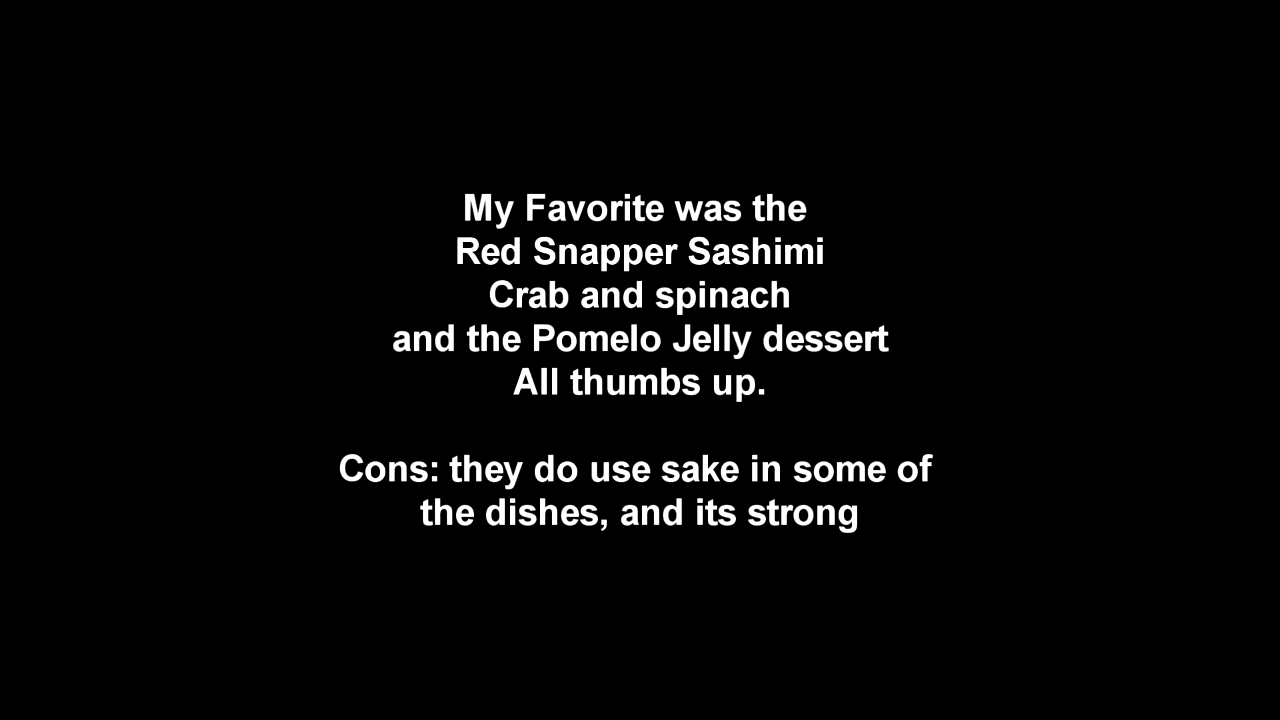 My Favorite was the
Red Snapper Sashimi
Crab and spinach
and the Pomelo Jelly dessert
All thumbs up.
Cons: they do use sake in some of
the dishes, and its strong